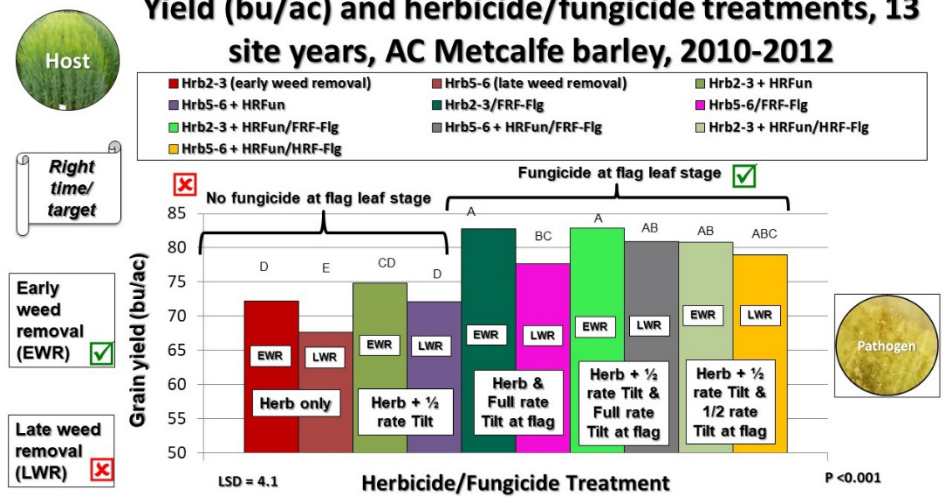 Yield (bu/ac) and herbicide/fungicide treatments, 13
site years, AC Metcalfe barley, 2010-2012
Host
Hrb2-3 (early weed removal)
Hrb5-6 (late weed removal)
Hrb2-3 + HRFun
Hrb5-6 + HRFun
Hrb2-3/FRF-Flg
Hrb5-6/FRF-Flg
Hrb2-3 + HRFun/FRF-Flg
Hrb5-6 + HRFun/FRF-Flg
Hrb2-3 + HRFun/HRF-Flg
Hrb5-6 + HRFun/HRF-Flg
Right
time/
target
No fungicide at flag leaf stage
Fungicide at flag leaf stage
Early
weed
removal
(EWR)
Late weed
removal
(LWR)
Grain yield (bu/ac)
85
80
75
70
65
60
55
50
D
E
CD
D
A
BC
A
AB
AB
ABC
EWR
LWR
EWR
LWR
EWR
LWR
EWR
LWR
EWR
LWR
Herb only
Herb + ½
rate Tilt
Herb &
Full rate
Tilt at flag
Herb + ½
rate Tilt &
Full rate
Tilt at flag
Herb + ½
rate Tilt &
1/2 rate
Tilt at flag
Pathogen
LSD = 4.1
Herbicide/Fungicide Treatment
P <0.001